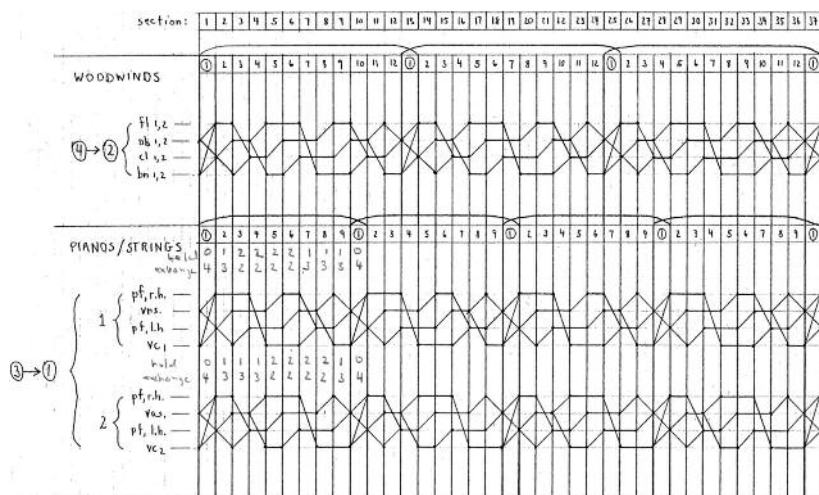 section: 1 2 3 4 5 6 7 8 9 10 11 12 13 14 15 16 17 18 19 20 21 22 23 24 25 26 27 28 29 30 31 32 33 34 35 36 37
① 2 3 4 5 6 7 8 9 10 11 12 ① 2 3 4 5 6 7 8 9 10 11 12 ① 2 3 4 5 6 7 8 9 10 11 12 ①
WOODWINDS
fl 1,2
ob 1,2
④→②
cl 1,2
bn 1,2
① 2 3 4 5 6 7 8 9 ① 2 3 4 5 6 7 8 9 ① 2 3 4 5 6 7 8 9 ① 2 3 4 5 6 7 8 9 ①
PIANOS/STRINGS
hold 0 1 2 2 2 2 1 1 1 0
exchange 4 3 2 2 2 2 3 3 3 4
pf, r.h.
1 vns.
pf, l.h.
vc1
hold 0 1 1 1 2 2 2 2 1 0
③→①
exchange 4 3 3 3 2 2 2 2 3 4
pf, r.h.
vas.
2 pf, l.h.
vc2